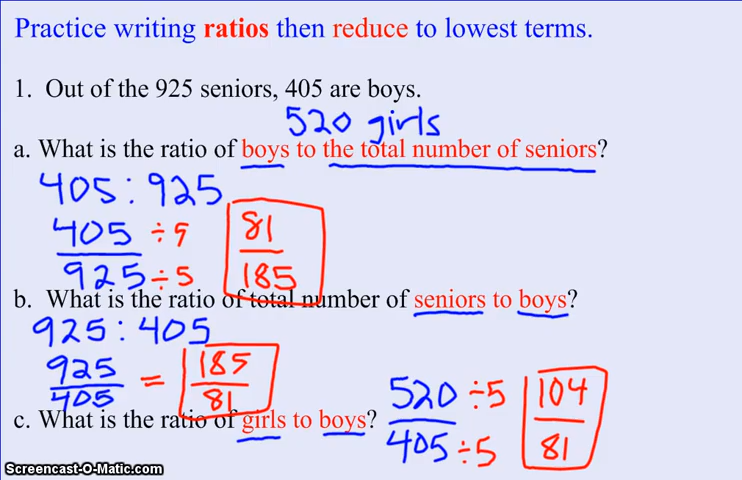 Practice writing ratios then reduce to lowest terms.
1. Out of the 925 seniors, 405 are boys.
520 girls
a. What is the ratio of boys to the total number of seniors?
405 : 925
405 ÷ 5
925 ÷ 5
81
185
b. What is the ratio of total number of seniors to boys?
925 : 405
925
405
=
185
81
c. What is the ratio of girls to boys?
520 ÷5
405 ÷5
104
81
Screencast-O-Matic.com